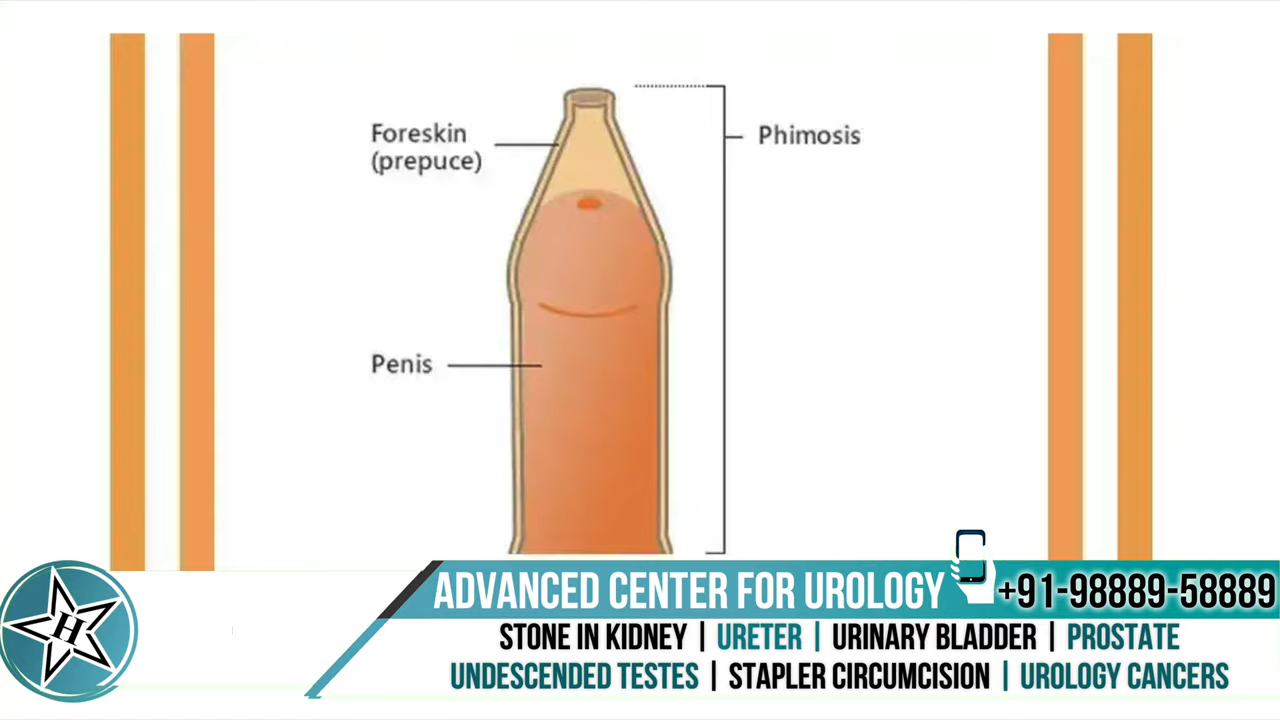 Foreskin
(prepuce)
Phimosis
Penis
ADVANCED CENTER FOR UROLOGY +91-98889-58889
STONE IN KIDNEY | URETER | URINARY BLADDER | PROSTATE
UNDESCENDED TESTES | STAPLER CIRCUMCISION | UROLOGY CANCERS
H